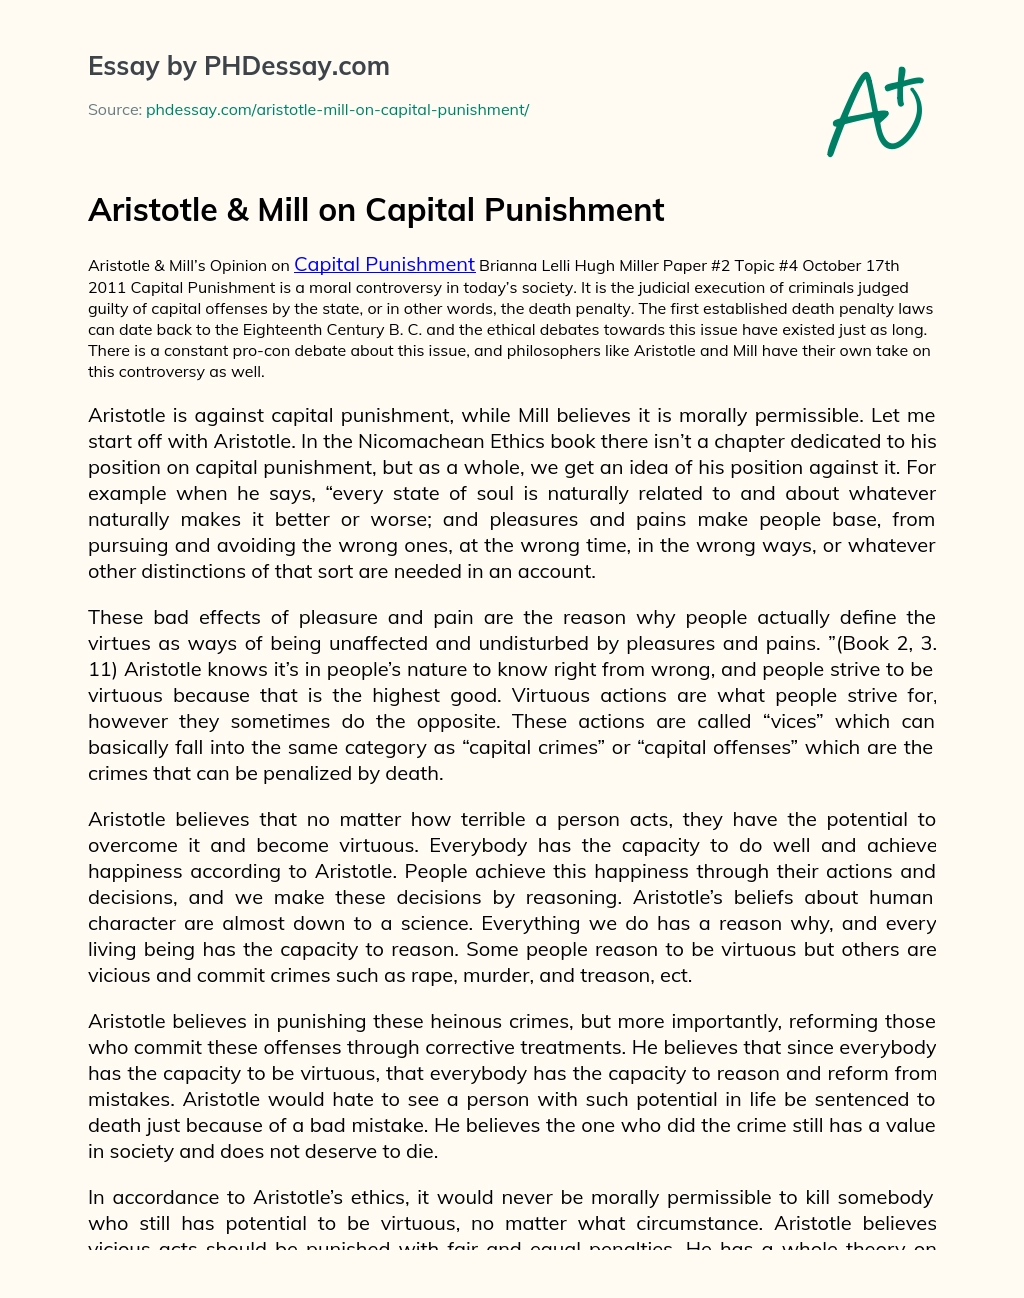 Essay by PHDessay.com
Source: phdessay.com/aristotle-mill-on-capital-punishment/
A+
Aristotle & Mill on Capital Punishment
Aristotle & Mill's Opinion on Capital Punishment Brianna Lelli Hugh Miller Paper #2 Topic #4 October 17th
2011 Capital Punishment is a moral controversy in today's society. It is the judicial execution of criminals judged
guilty of capital offenses by the state, or in other words, the death penalty. The first established death penalty laws
can date back to the Eighteenth Century B. C. and the ethical debates towards this issue have existed just as long.
There is a constant pro-con debate about this issue, and philosophers like Aristotle and Mill have their own take on
this controversy as well.
Aristotle is against capital punishment, while Mill believes it is morally permissible. Let me
start off with Aristotle. In the Nicomachean Ethics book there isn't a chapter dedicated to his
position on capital punishment, but as a whole, we get an idea of his position against it. For
example when he says, “every state of soul is naturally related to and about whatever
naturally makes it better or worse; and pleasures and pains make people base, from
pursuing and avoiding the wrong ones, at the wrong time, in the wrong ways, or whatever
other distinctions of that sort are needed in an account.
These bad effects of pleasure and pain are the reason why people actually define the
virtues as ways of being unaffected and undisturbed by pleasures and pains. ”(Book 2, 3.
11) Aristotle knows it's in people's nature to know right from wrong, and people strive to be
virtuous because that is the highest good. Virtuous actions are what people strive for,
however they sometimes do the opposite. These actions are called “vices” which can
basically fall into the same category as “capital crimes” or “capital offenses” which are the
crimes that can be penalized by death.
Aristotle believes that no matter how terrible a person acts, they have the potential to
overcome it and become virtuous. Everybody has the capacity to do well and achieve
happiness according to Aristotle. People achieve this happiness through their actions and
decisions, and we make these decisions by reasoning. Aristotle's beliefs about human
character are almost down to a science. Everything we do has a reason why, and every
living being has the capacity to reason. Some people reason to be virtuous but others are
vicious and commit crimes such as rape, murder, and treason, ect.
Aristotle believes in punishing these heinous crimes, but more importantly, reforming those
who commit these offenses through corrective treatments. He believes that since everybody
has the capacity to be virtuous, that everybody has the capacity to reason and reform from
mistakes. Aristotle would hate to see a person with such potential in life be sentenced to
death just because of a bad mistake. He believes the one who did the crime still has a value
in society and does not deserve to die.
In accordance to Aristotle's ethics, it would never be morally permissible to kill somebody
who still has potential to be virtuous, no matter what circumstance. Aristotle believes
vicious acts should be punished with fair and equal penalties. He has a whole theory on